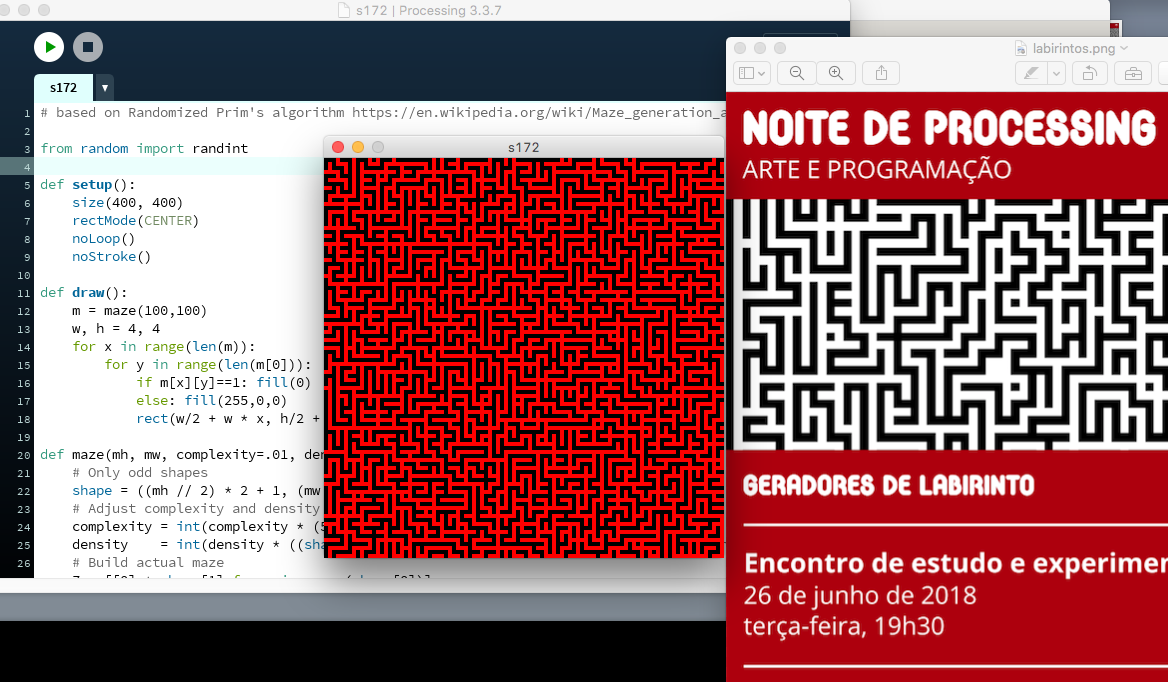 s172 | Processing 3.3.7
s172
1 # based on Randomized Prim's algorithm https://en.wikipedia.org/wiki/Maze_generation_a
2
3 from random import randint
4
5 def setup():
6 size(400, 400)
7 rectMode(CENTER)
8 noLoop()
9 noStroke()
10
11 def draw():
12 m = maze(100,100)
13 w, h = 4, 4
14 for x in range(len(m)):
15 for y in range(len(m[0])):
16 if m[x][y]==1: fill(0)
17 else: fill(255,0,0)
18 rect(w/2 + w * x, h/2 +
19
20 def maze(mh, mw, complexity=.01, den
21 # Only odd shapes
22 shape = ((mh // 2) * 2 + 1, (mw
23 # Adjust complexity and density
24 complexity = int(complexity * (5
25 density = int(density * ((sha
26 # Build actual maze
s172
labirintos.png
NOITE DE PROCESSING
ARTE E PROGRAMAÇÃO
GERADORES DE LABIRINTO
Encontro de estudo e experimen
26 de junho de 2018
terça-feira, 19h30